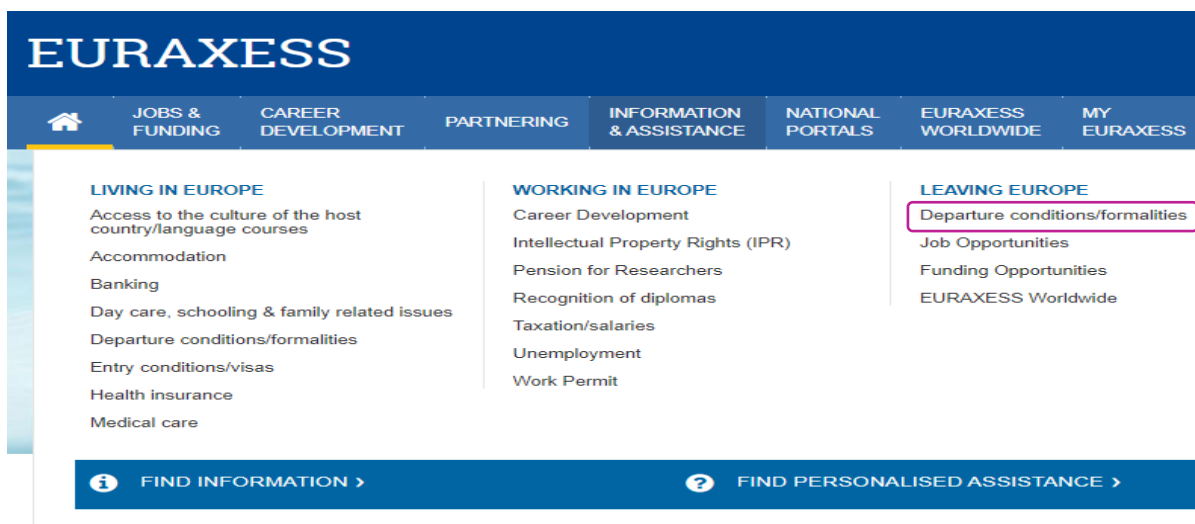 EURAXESS
JOBS &
FUNDING
CAREER
DEVELOPMENT
PARTNERING
INFORMATION
& ASSISTANCE
NATIONAL
PORTALS
EURAXESS
WORLDWIDE
MY
EURAXESS
LIVING IN EUROPE
Access to the culture of the host
country/language courses
Accommodation
Banking
Day care, schooling & family related issues
Departure conditions/formalities
Entry conditions/visas
Health insurance
Medical care
WORKING IN EUROPE
Career Development
Intellectual Property Rights (IPR)
Pension for Researchers
Recognition of diplomas
Taxation/salaries
Unemployment
Work Permit
LEAVING EUROPE
Departure conditions/formalities
Job Opportunities
Funding Opportunities
EURAXESS Worldwide
FIND INFORMATION >
FIND PERSONALISED ASSISTANCE >